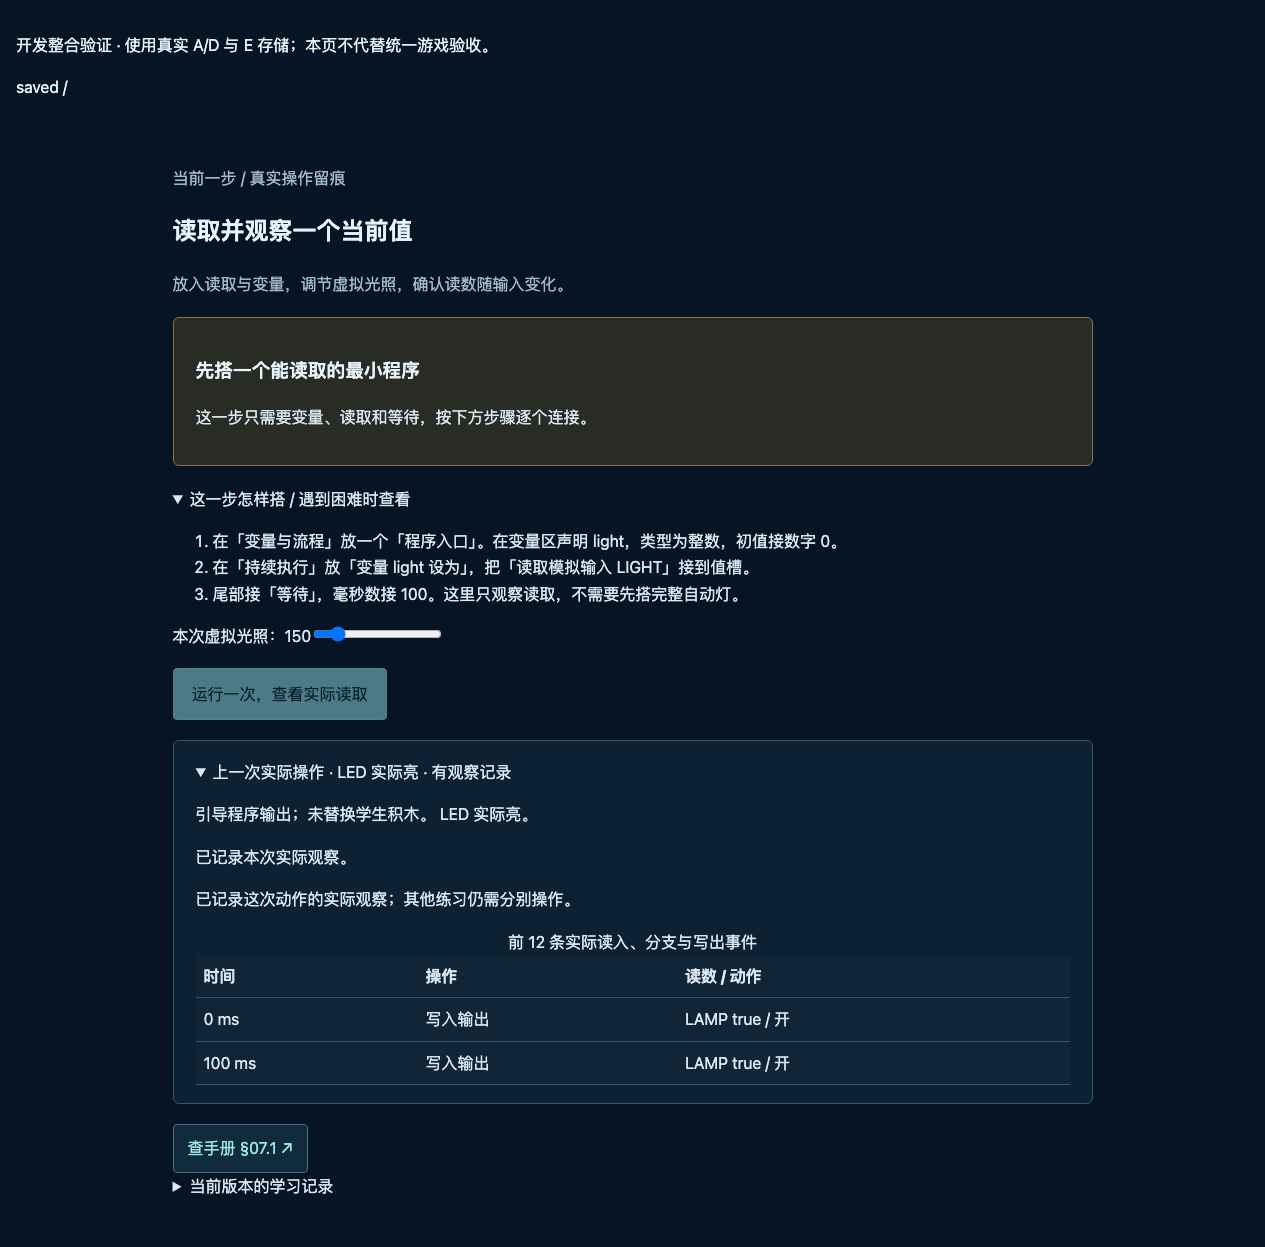 开发整合验证 · 使用真实 A/D 与 E 存储；本页不代替统一游戏验收。
saved /
当前一步 / 真实操作留痕
读取并观察一个当前值
放入读取与变量，调节虚拟光照，确认读数随输入变化。
先搭一个能读取的最小程序
这一步只需要变量、读取和等待，按下方步骤逐个连接。
▼ 这一步怎样搭 / 遇到困难时查看
1. 在「变量与流程」放一个「程序入口」。在变量区声明 light，类型为整数，初值接数字 0。
2. 在「持续执行」放「变量 light 设为」，把「读取模拟输入 LIGHT」接到值槽。
3. 尾部接「等待」，毫秒数接 100。这里只观察读取，不需要先搭完整自动灯。
本次虚拟光照：150
运行一次，查看实际读取
▼ 上一次实际操作 · LED 实际亮 · 有观察记录
引导程序输出；未替换学生积木。 LED 实际亮。
已记录本次实际观察。
已记录这次动作的实际观察；其他练习仍需分别操作。
前 12 条实际读入、分支与写出事件
时间 操作 读数 / 动作
0 ms 写入输出 LAMP true / 开
100 ms 写入输出 LAMP true / 开
查手册 §07.1 ↗
▶ 当前版本的学习记录